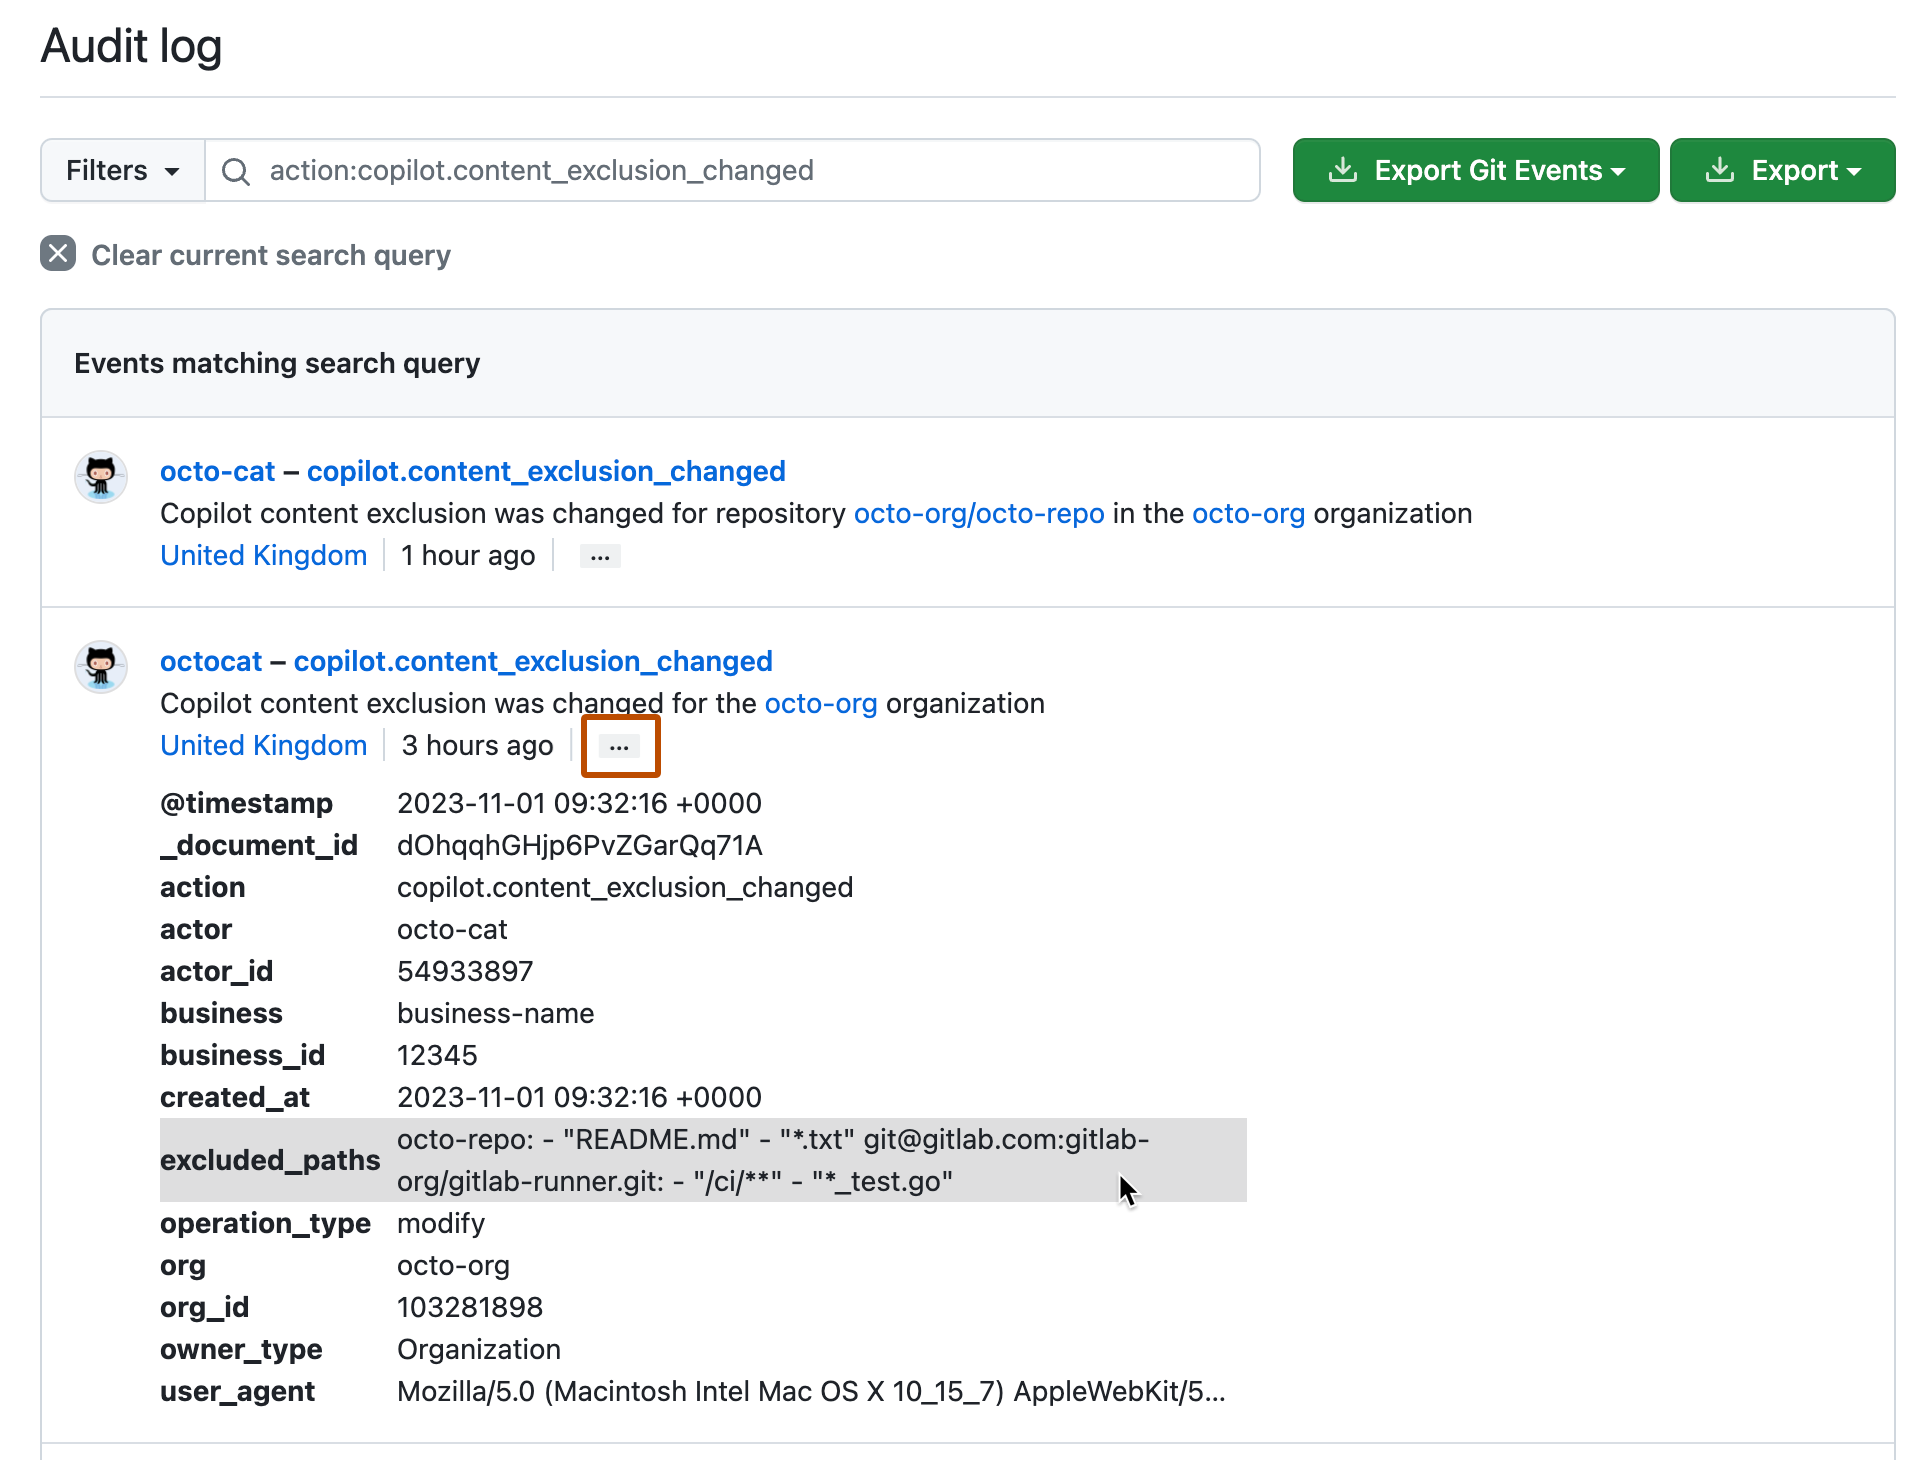 Audit log
Filters
action:copilot.content_exclusion_changed
Export Git Events
Export
Clear current search query
Events matching search query
octo-cat – copilot.content_exclusion_changed
Copilot content exclusion was changed for repository octo-org/octo-repo in the octo-org organization
United Kingdom 1 hour ago ...
octocat – copilot.content_exclusion_changed
Copilot content exclusion was changed for the octo-org organization
United Kingdom 3 hours ago ...
@timestamp 2023-11-01 09:32:16 +0000
_document_id dOhqqhGHjp6PvZGarQq71A
action copilot.content_exclusion_changed
actor octo-cat
actor_id 54933897
business business-name
business_id 12345
created_at 2023-11-01 09:32:16 +0000
excluded_paths octo-repo: - "README.md" - "*.txt" git@gitlab.com:gitlab-
org/gitlab-runner.git: - "/ci/**" - "*_test.go"
operation_type modify
org octo-org
org_id 103281898
owner_type Organization
user_agent Mozilla/5.0 (Macintosh Intel Mac OS X 10_15_7) AppleWebKit/5...